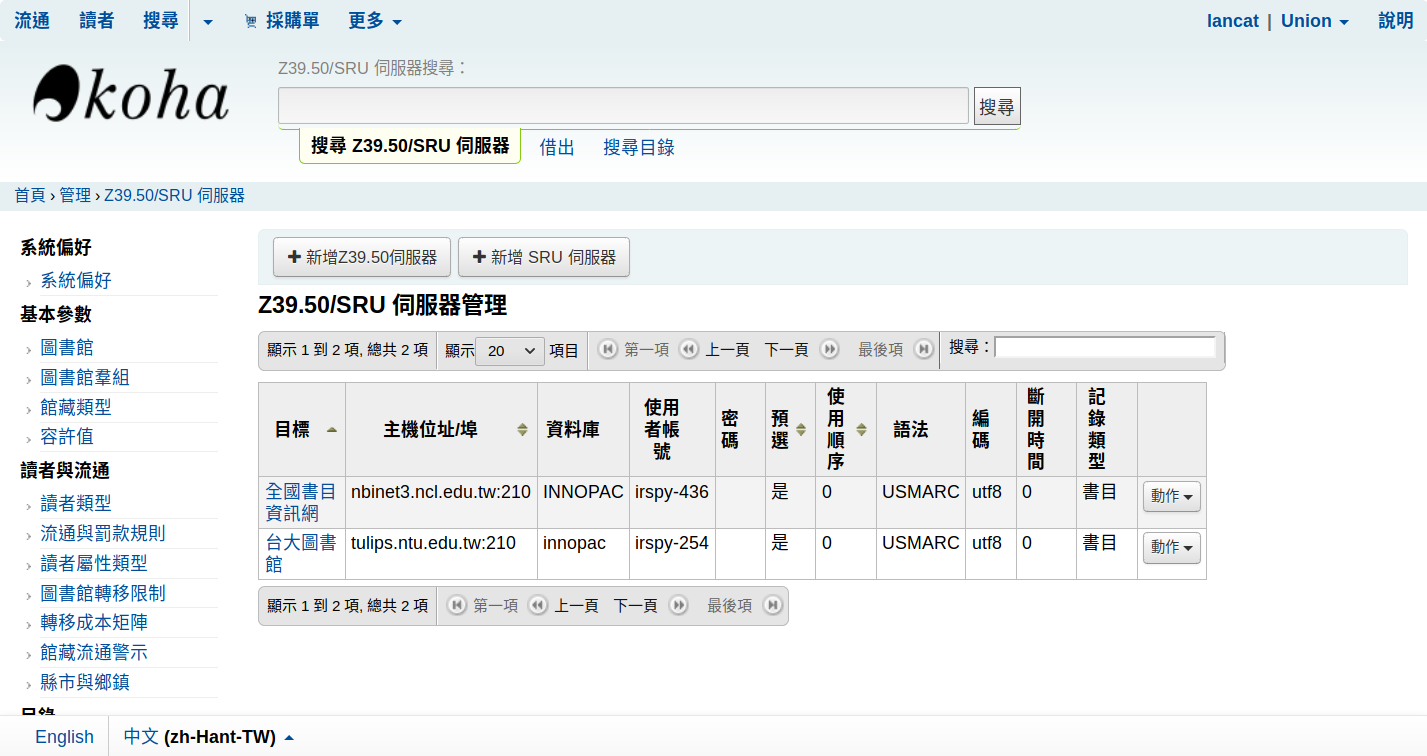 流通 讀者 搜尋 採購單 更多 lancat | Union 說明
koha
Z39.50/SRU 伺服器搜尋：
搜尋
搜尋 Z39.50/SRU 伺服器 借出 搜尋目錄
首頁 › 管理 › Z39.50/SRU 伺服器
系統偏好
系統偏好
基本參數
圖書館
圖書館羣組
館藏類型
容許值
讀者與流通
讀者類型
流通與罰款規則
讀者屬性類型
圖書館轉移限制
轉移成本矩陣
館藏流通警示
縣市與鄉鎮
目錄
新增Z39.50伺服器 新增 SRU 伺服器
Z39.50/SRU 伺服器管理
顯示 1 到 2 項, 總共 2 項 顯示 20 項目 第一項 上一頁 下一頁 最後項 搜尋：
目標 主機位址/埠 資料庫 使用者帳號 密碼 預選 使用順序 語法 編碼 斷開時間 記錄類型
全國書目資訊網 nbinet3.ncl.edu.tw:210 INNOPAC irspy-436 是 0 USMARC utf8 0 書目 動作
台大圖書館 tulips.ntu.edu.tw:210 innopac irspy-254 是 0 USMARC utf8 0 書目 動作
顯示 1 到 2 項, 總共 2 項 第一項 上一頁 下一頁 最後項
English 中文 (zh-Hant-TW)